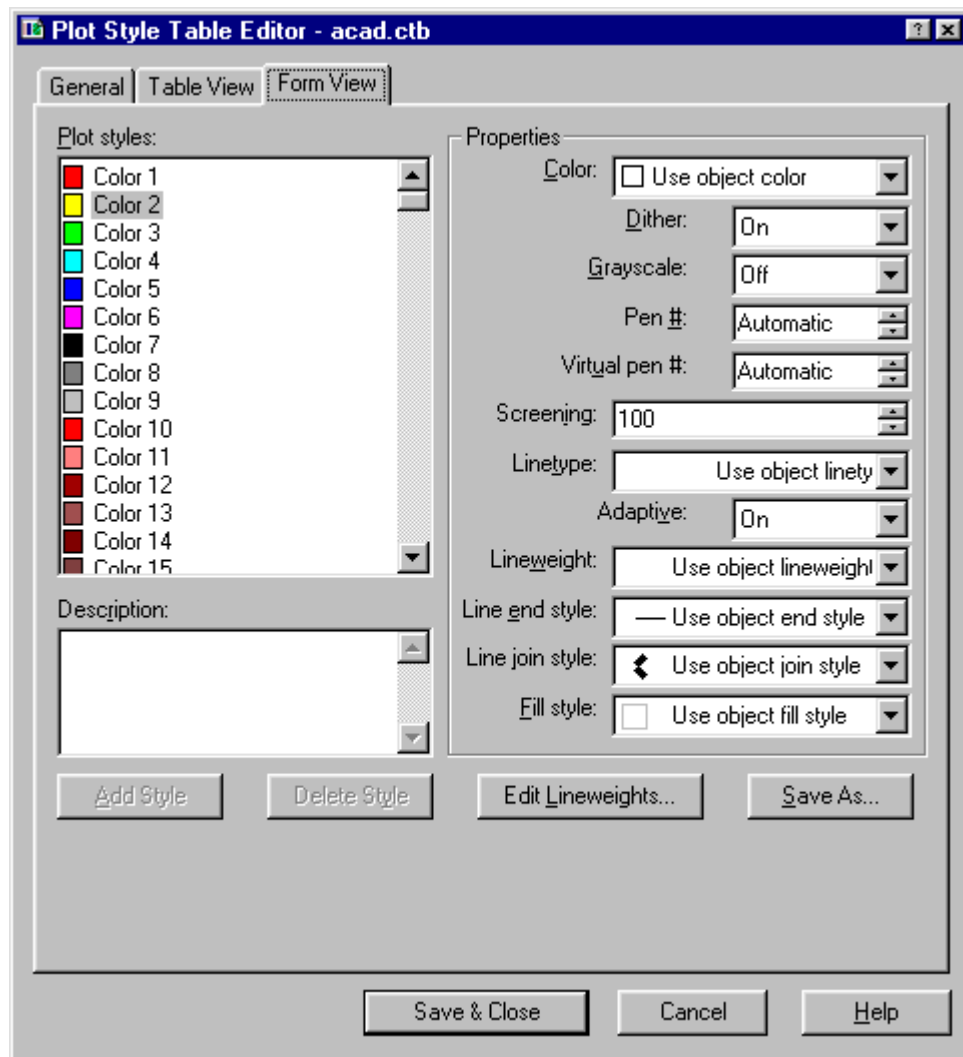 Plot Style Table Editor - acad.ctb
General Table View Form View
Plot styles:
Color 1
Color 2
Color 3
Color 4
Color 5
Color 6
Color 7
Color 8
Color 9
Color 10
Color 11
Color 12
Color 13
Color 14
Color 15
Description:
Add Style
Delete Style
Properties
Color: Use object color
Dither: On
Grayscale: Off
Pen #: Automatic
Virtual pen #: Automatic
Screening: 100
Linetype: Use object linety
Adaptive: On
Lineweight: Use object lineweight
Line end style: Use object end style
Line join style: Use object join style
Fill style: Use object fill style
Edit Lineweights...
Save As...
Save & Close
Cancel
Help